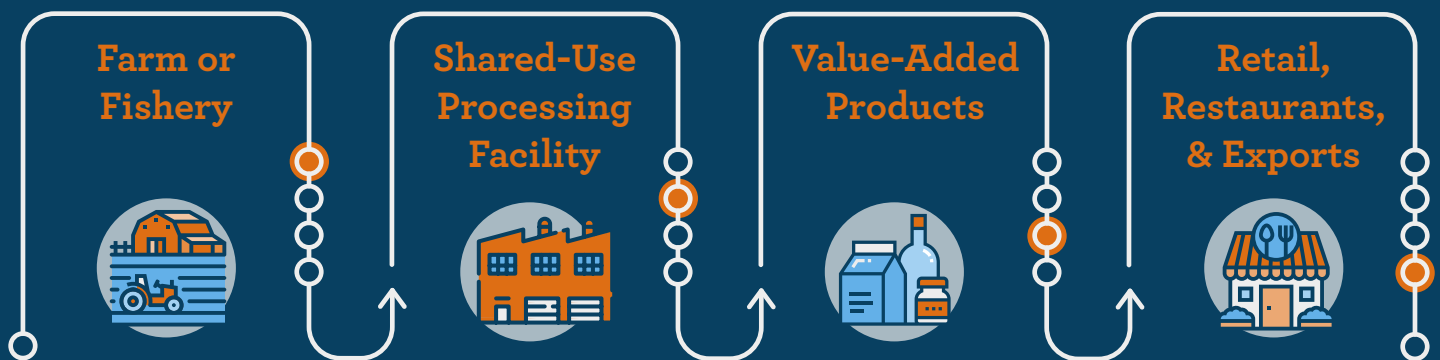 Farm or
Fishery
Shared-Use
Processing
Facility
Value-Added
Products
Retail,
Restaurants,
& Exports